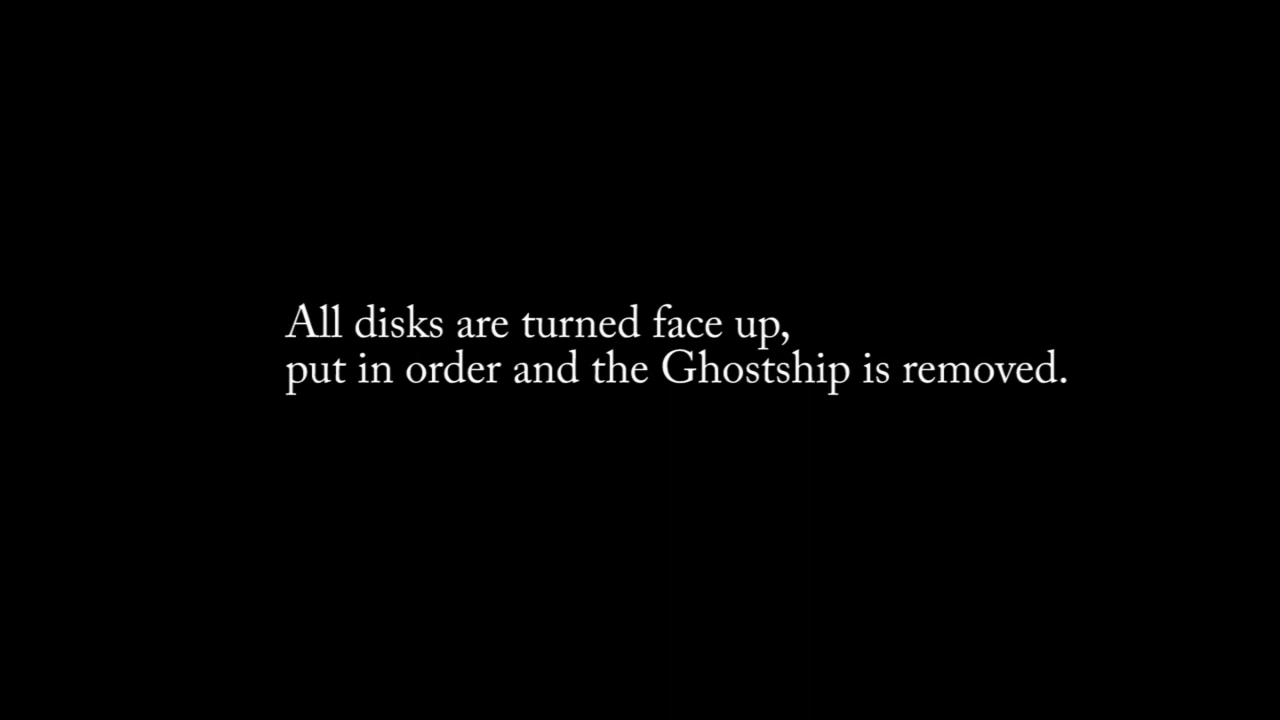 All disks are turned face up,
put in order and the Ghostship is removed.